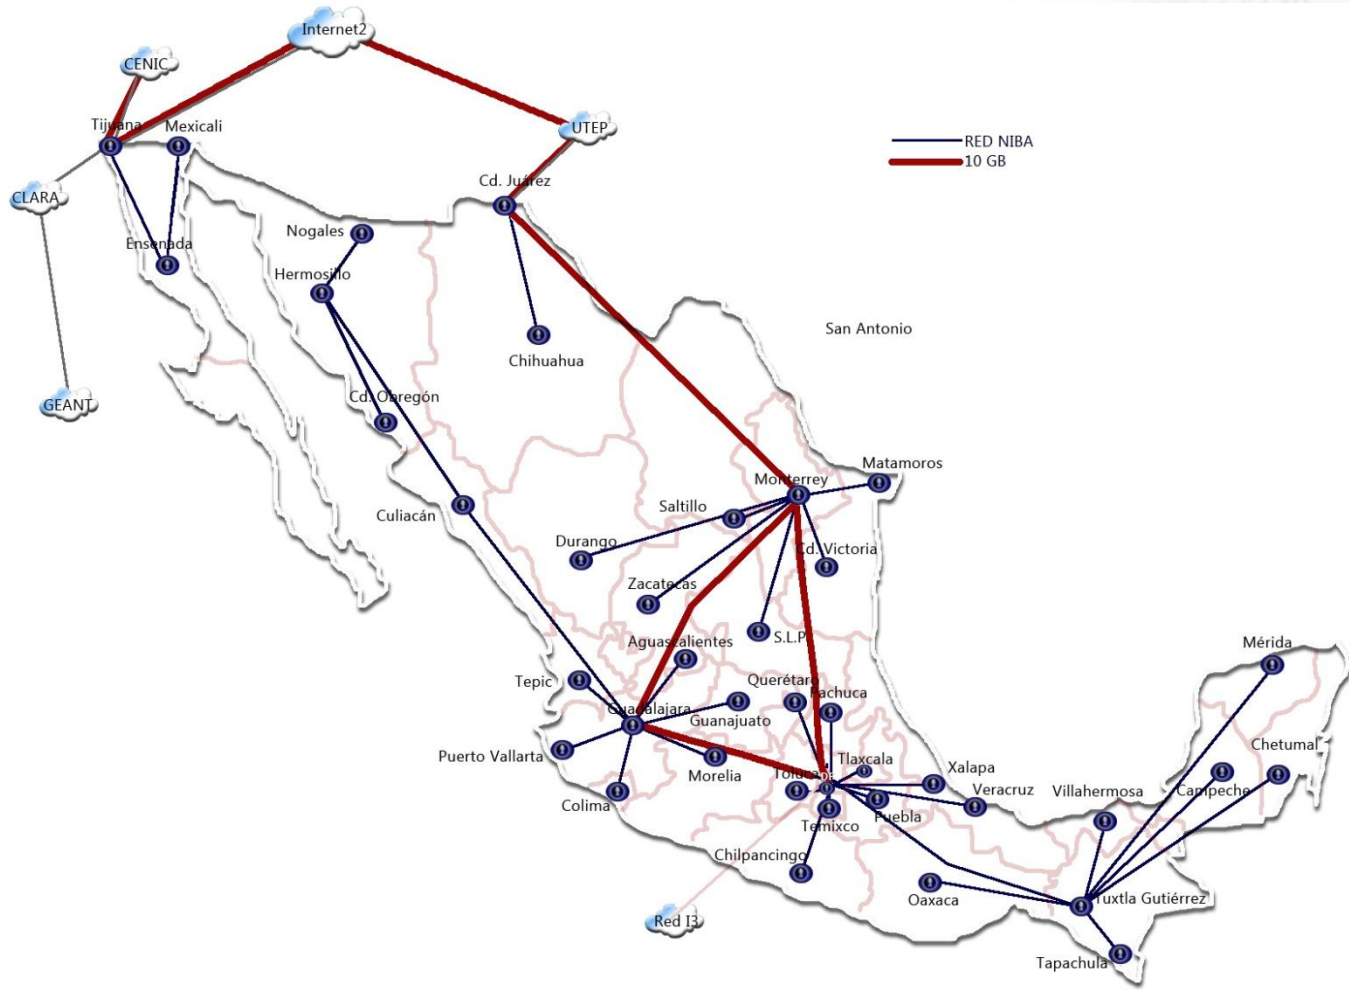 Internet2
CENIC
Tijuana
Mexicali
UTEP
RED NIBA
10 GB
Cd. Juárez
CLARA
Nogales
Ensenada
Hermosillo
San Antonio
Chihuahua
GEANT
Cd. Obregón
Matamoros
Monterrey
Saltillo
Culiacán
Durango
Cd. Victoria
Zacatecas
S.L.P
Aguascalientes
Mérida
Tepic
Querétaro
Pachuca
Guadalajara
Guanajuato
Chetumal
Puerto Vallarta
Morelia
Tlaxcala
Toluca
Xalapa
Colima
Campeche
Villahermosa
Veracruz
Puebla
Temixco
Chilpancingo
Oaxaca
Tuxtla Gutiérrez
Red I3
Tapachula